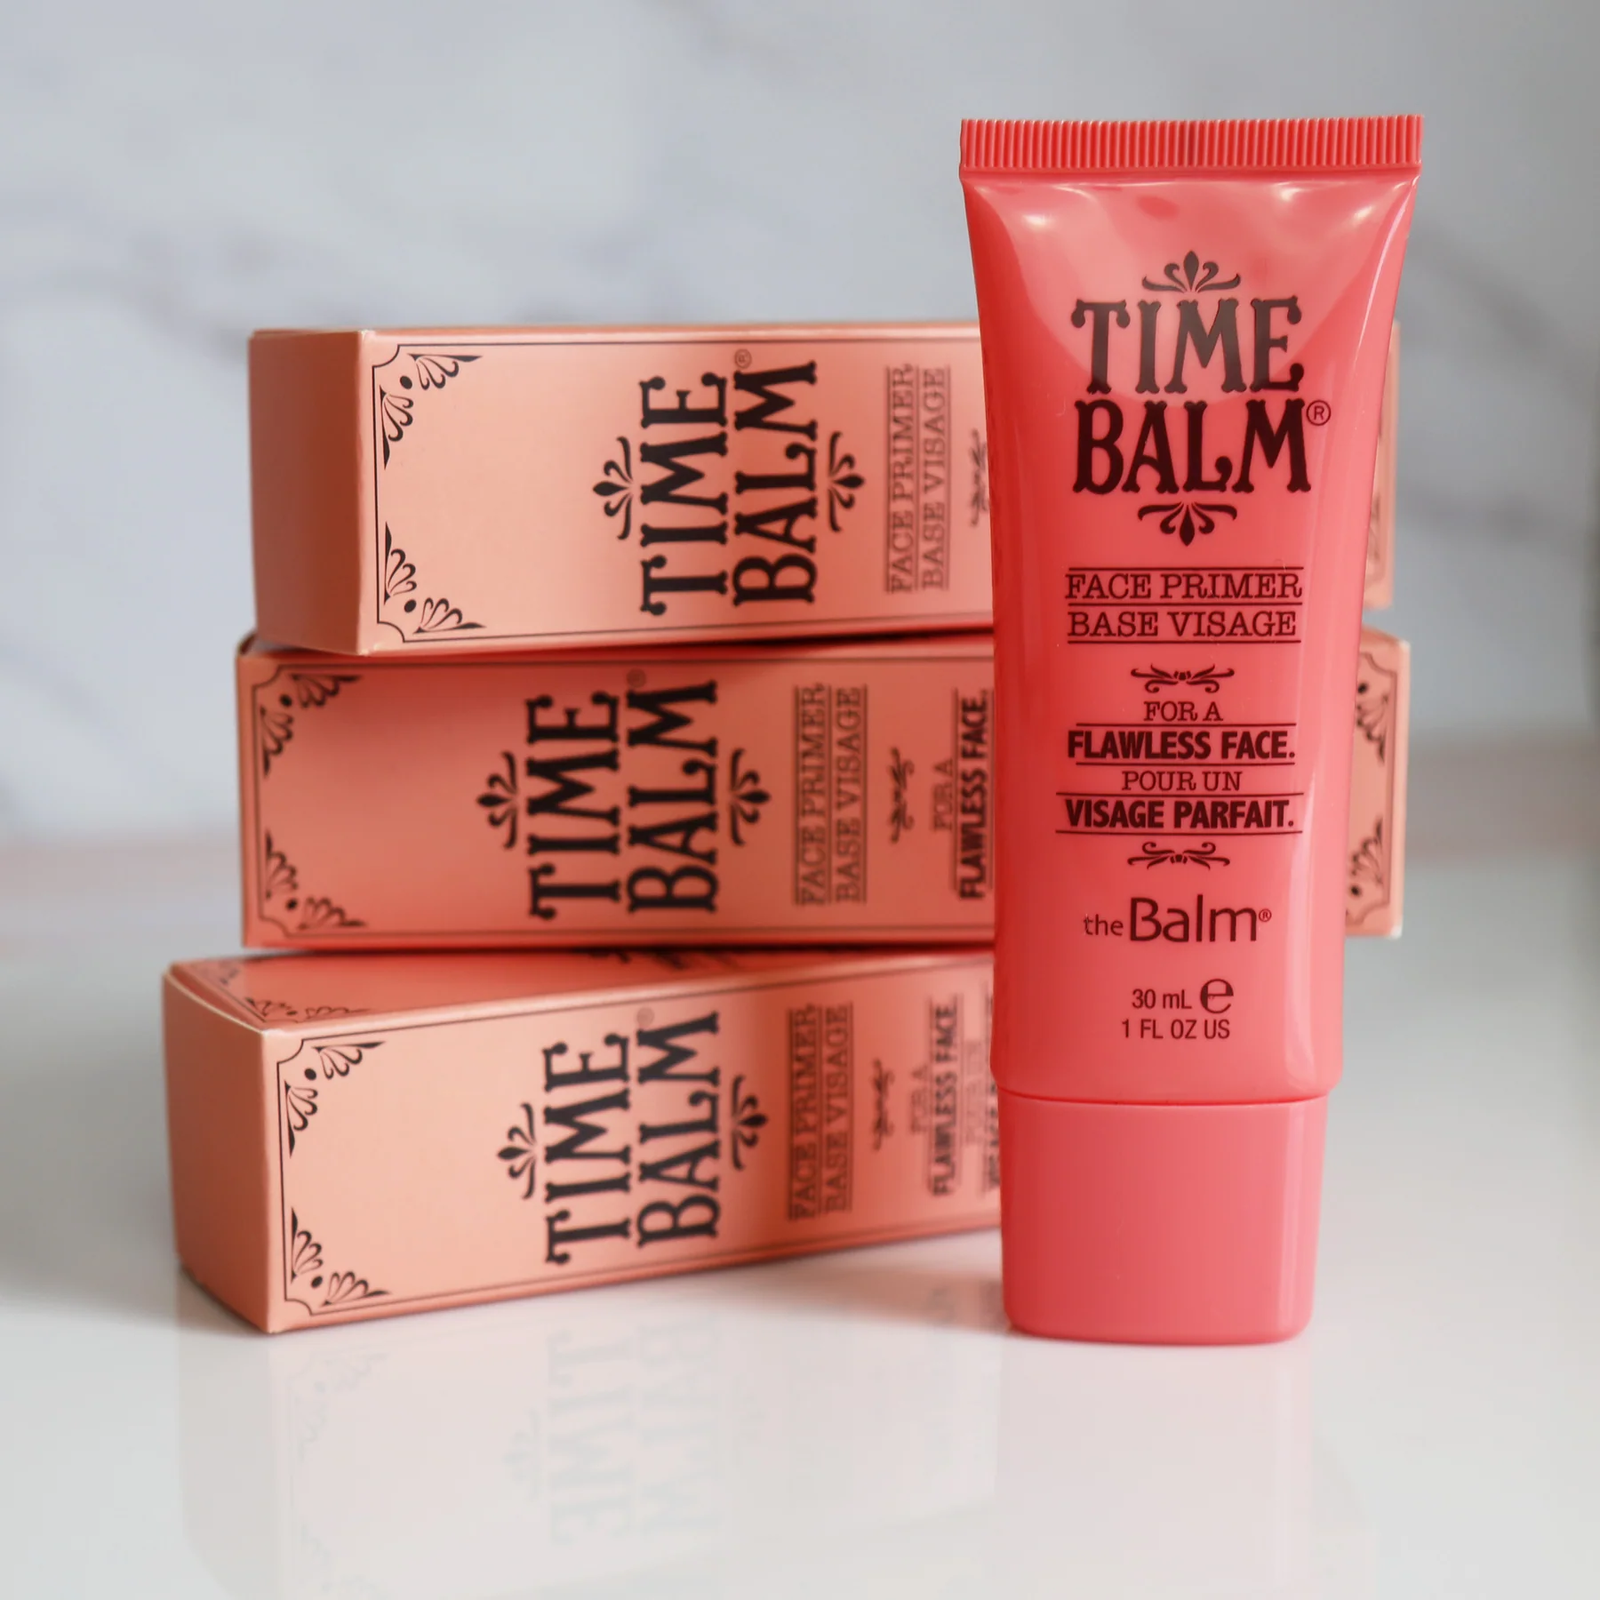 TIME
BALM®
FACE PRIMER
BASE VISAGE
TIME
BALM®
FACE PRIMER
BASE VISAGE
FOR A
FLAWLESS FACE.
TIME
BALM®
FACE PRIMER
BASE VISAGE
FOR A
FLAWLESS FACE
TIME
BALM®
FACE PRIMER
BASE VISAGE
FOR A
FLAWLESS FACE.
POUR UN
VISAGE PARFAIT.
the Balm®
30 mL ℮
1 FL OZ US